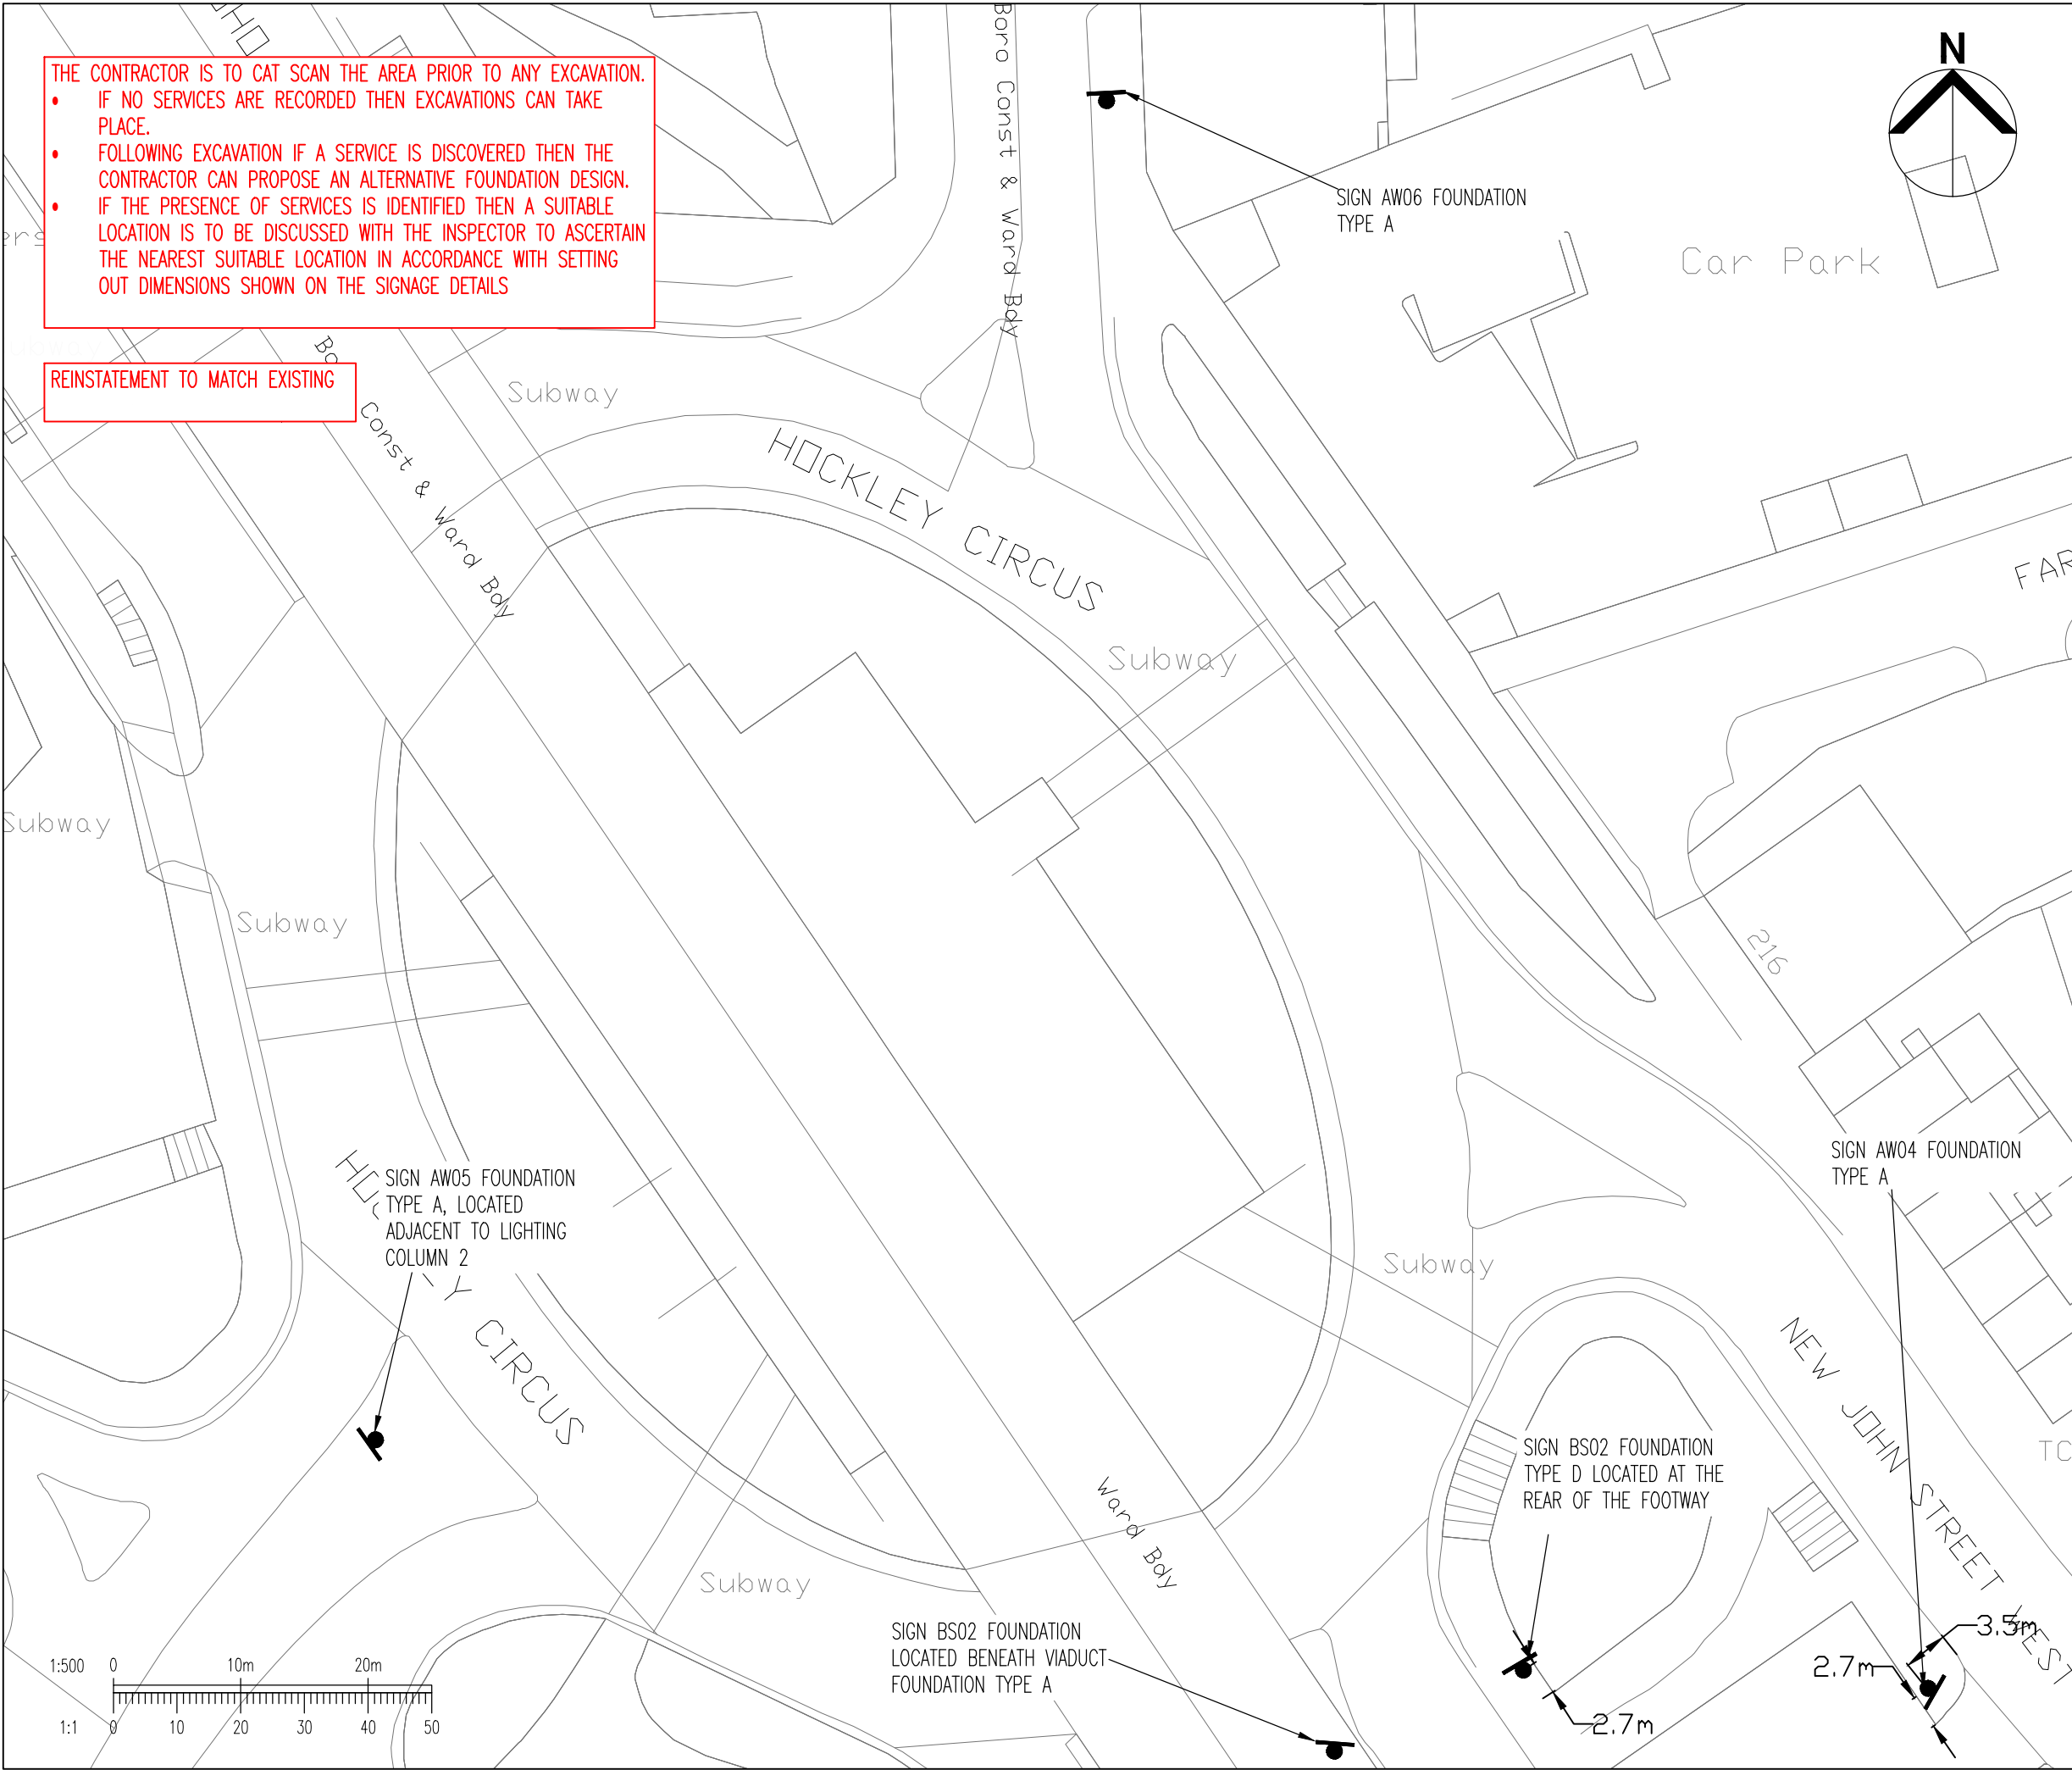 THE CONTRACTOR IS TO CAT SCAN THE AREA PRIOR TO ANY EXCAVATION.
• IF NO SERVICES ARE RECORDED THEN EXCAVATIONS CAN TAKE
PLACE.
• FOLLOWING EXCAVATION IF A SERVICE IS DISCOVERED THEN THE
CONTRACTOR CAN PROPOSE AN ALTERNATIVE FOUNDATION DESIGN.
• IF THE PRESENCE OF SERVICES IS IDENTIFIED THEN A SUITABLE
LOCATION IS TO BE DISCUSSED WITH THE INSPECTOR TO ASCERTAIN
THE NEAREST SUITABLE LOCATION IN ACCORDANCE WITH SETTING
OUT DIMENSIONS SHOWN ON THE SIGNAGE DETAILS
REINSTATEMENT TO MATCH EXISTING
Boro Const & Ward Bdy
N
SIGN AW06 FOUNDATION
TYPE A
Car Park
Const & Ward Bdy
Subway
HOCKLEY CIRCUS
Subway
Subway
Subway
216
SIGN AW05 FOUNDATION
TYPE A, LOCATED
ADJACENT TO LIGHTING
COLUMN 2
CIRCUS
SIGN AW04 FOUNDATION
TYPE A
Subway
NEW JOHN STREET
SIGN BS02 FOUNDATION
TYPE D LOCATED AT THE
REAR OF THE FOOTWAY
Ward Bdy
Subway
SIGN BS02 FOUNDATION
LOCATED BENEATH VIADUCT
FOUNDATION TYPE A
3.5m
2.7m
2.7m
1:500 0 10m 20m
1:1 0 10 20 30 40 50